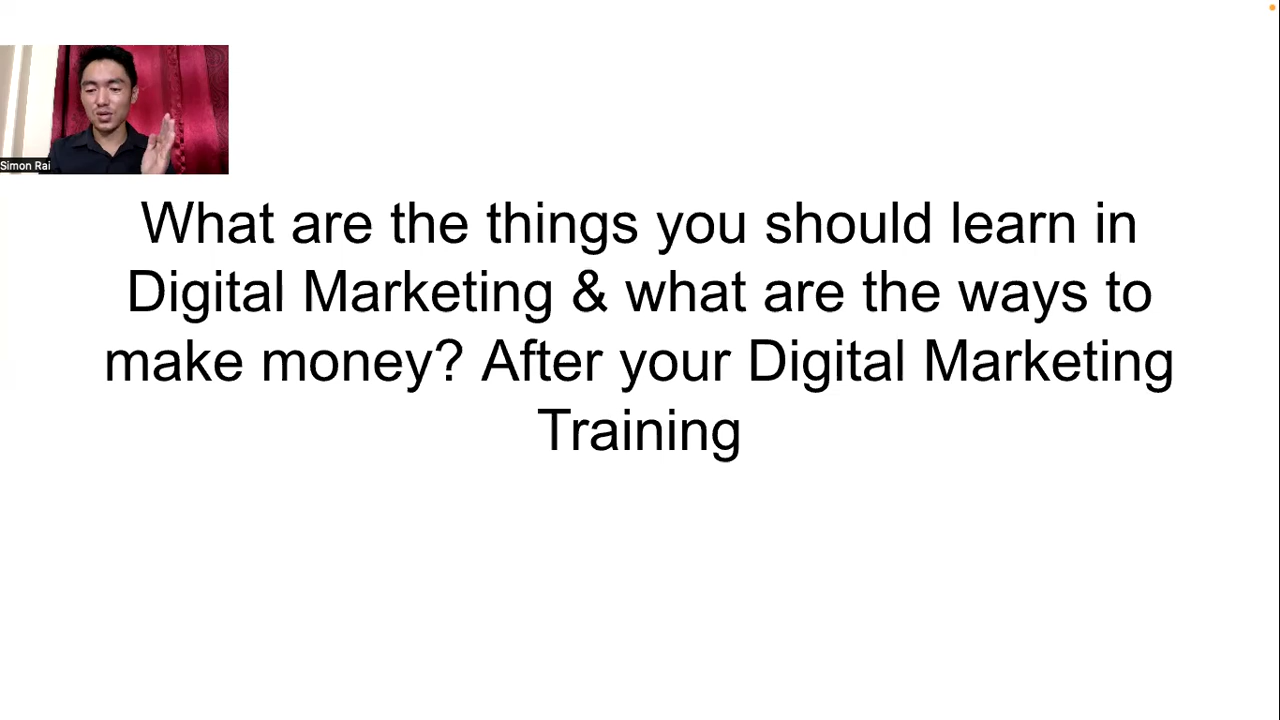 Simon Rai
What are the things you should learn in
Digital Marketing & what are the ways to
make money? After your Digital Marketing
Training